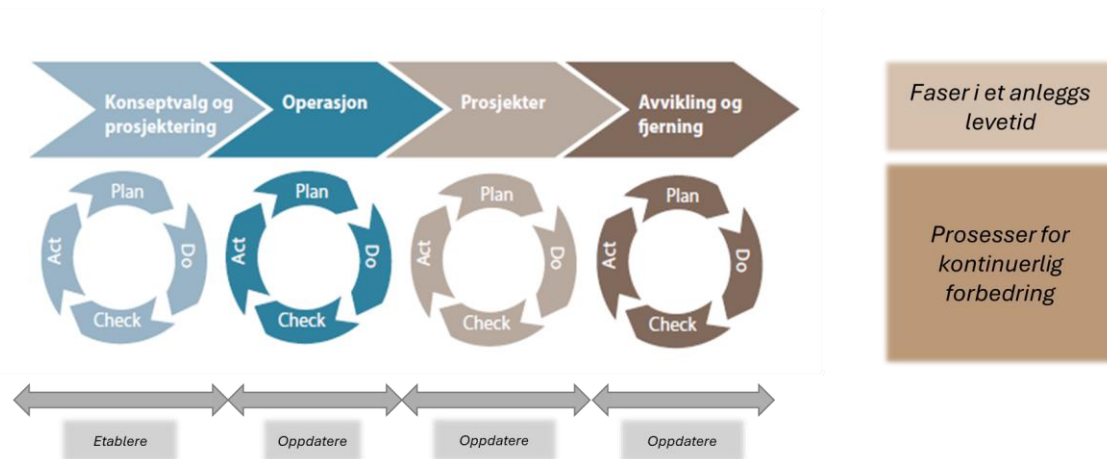 Konseptvalg og
prosjektering
Operasjon
Prosjekter
Avvikling og
fjerning
Faser i et anleggs
levetid
Plan
Do
Check
Act
Plan
Do
Check
Act
Plan
Do
Check
Act
Plan
Do
Check
Act
Prosesser for
kontinuerlig
forbedring
Etablere
Oppdatere
Oppdatere
Oppdatere